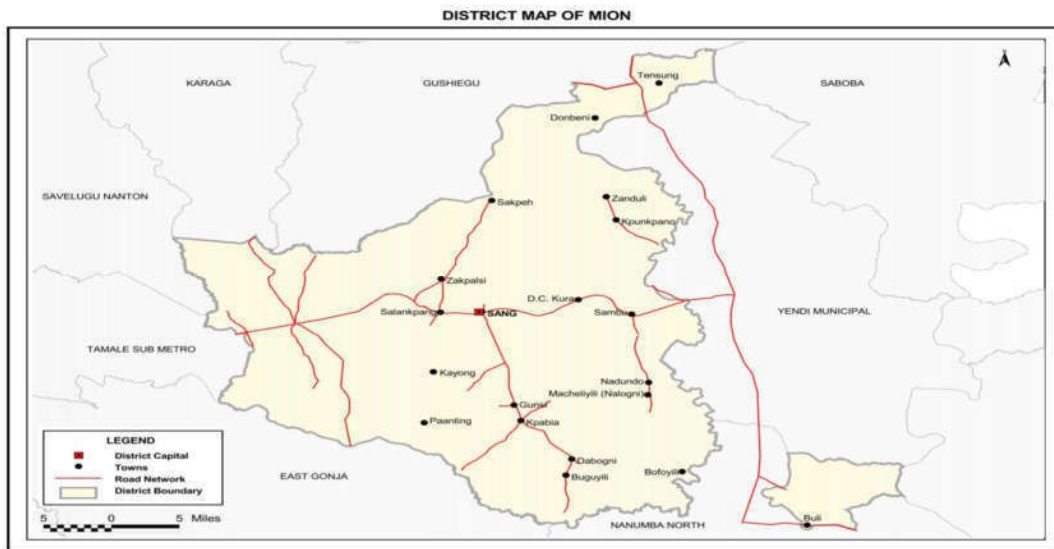 DISTRICT MAP OF MION
KARAGA
GUSHIEGU
SABOBA
Tensung
Donbeni
SAVELUGU NANTON
Sakpeh
Zanduli
Kpunkpano
Zakpalsi
D.C. Kura
Salankpang
SANG
Sambu
YENDI MUNICIPAL
TAMALE SUB METRO
Kayong
Nadundo
Macheliyili (Nalogni)
Gunsi
Paanting
Kpabia
Dabogni
Buguyili
Bofoyili
EAST GONJA
NANUMBA NORTH
Buli
LEGEND
District Capital
Towns
Road Network
District Boundary
5 0 5 Miles